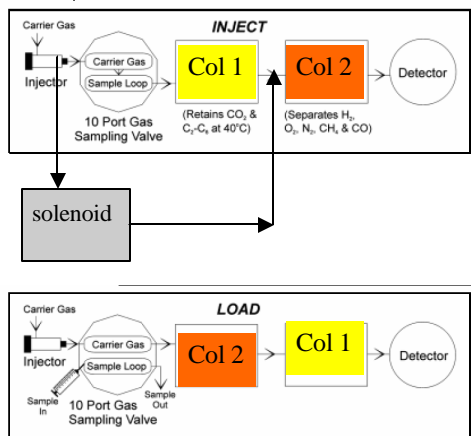 INJECT
Carrier Gas
Carrier Gas
Sample Loop
Injector
10 Port Gas
Sampling Valve
Col 1
(Retains CO₂ &
C₂-C₆ at 40°C)
Col 2
(Separates H₂,
O₂, N₂, CH₄ & CO)
Detector
solenoid
LOAD
Carrier Gas
Carrier Gas
Sample Loop
Injector
Sample
In
Sample
Out
10 Port Gas
Sampling Valve
Col 2
Col 1
Detector